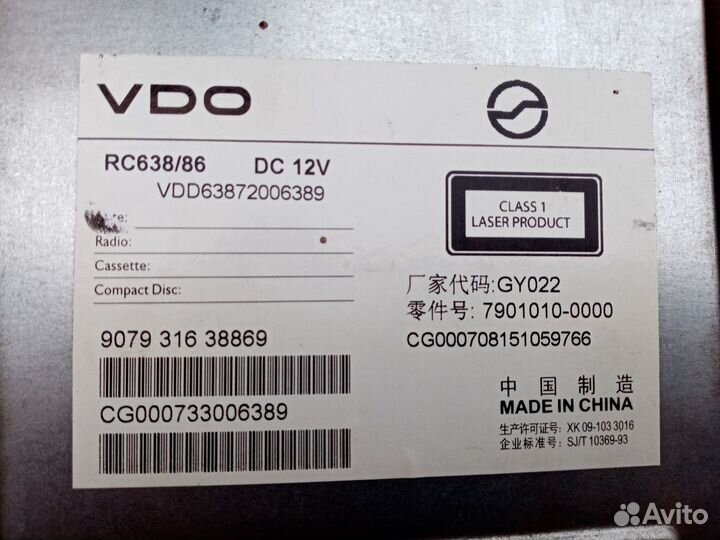 VDO
RC638/86 DC 12V
VDD63872006389
Radio:
Cassette:
Compact Disc:
9079 316 38869
CG000733006389
CLASS 1
LASER PRODUCT
厂家代码:GY022
零件号: 7901010-0000
CG000708151059766
中国制造
MADE IN CHINA
生产许可证号: XK 09-103 3016
企业标准号: SJ/T 10369-93
Avito